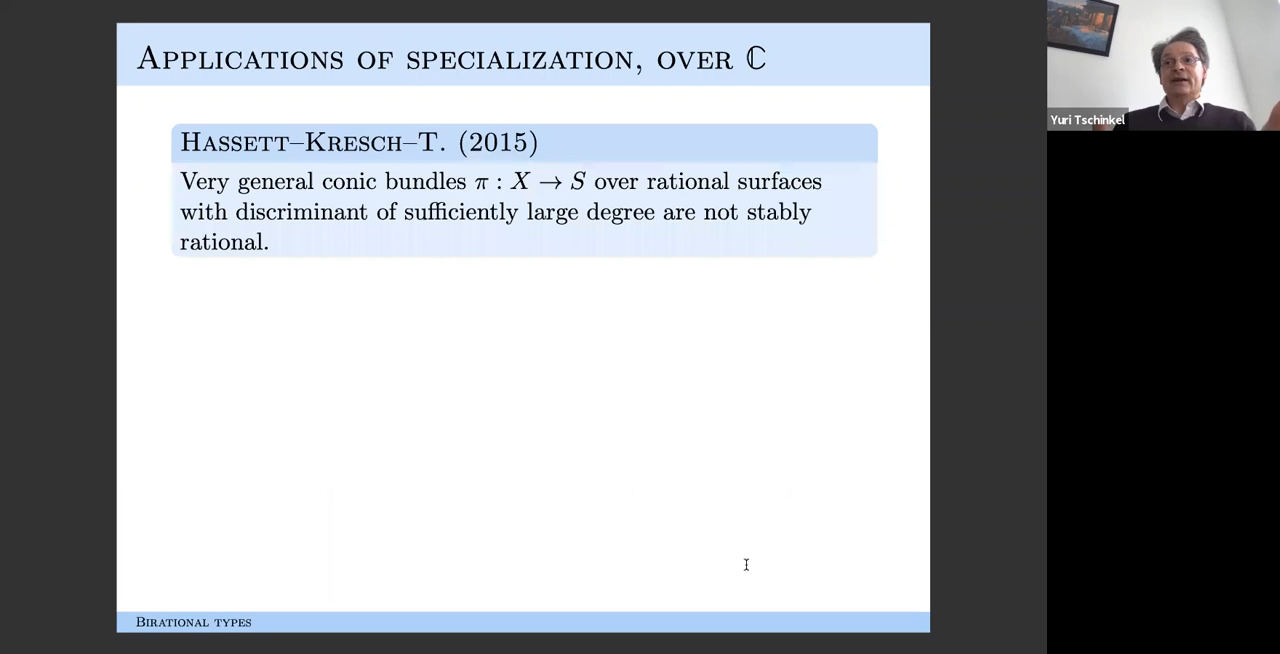 Applications of specialization, over ℂ
Yuri Tschinkel
Hassett–Kresch–T. (2015)
Very general conic bundles π : X → S over rational surfaces
with discriminant of sufficiently large degree are not stably
rational.
Birational types